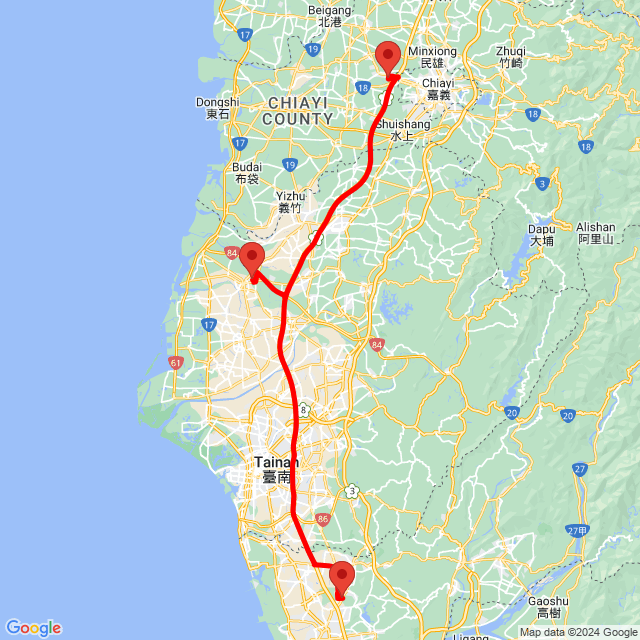 Beigang
北港
17
19
Minxiong
民雄
Zhuqi
竹崎
18
Chiayi
嘉義
Dongshi
東石
CHIAYI
COUNTY
Shuishang
水上
18
17
18
19
Budai
布袋
3
Yizhu
義竹
Dapu
大埔
Alishan
阿里山
84
17
84
61
8
20
20
Tainan
臺南
27
3
86
27甲
Gaoshu
高樹
Ligang
Google
Map data ©2024 Google